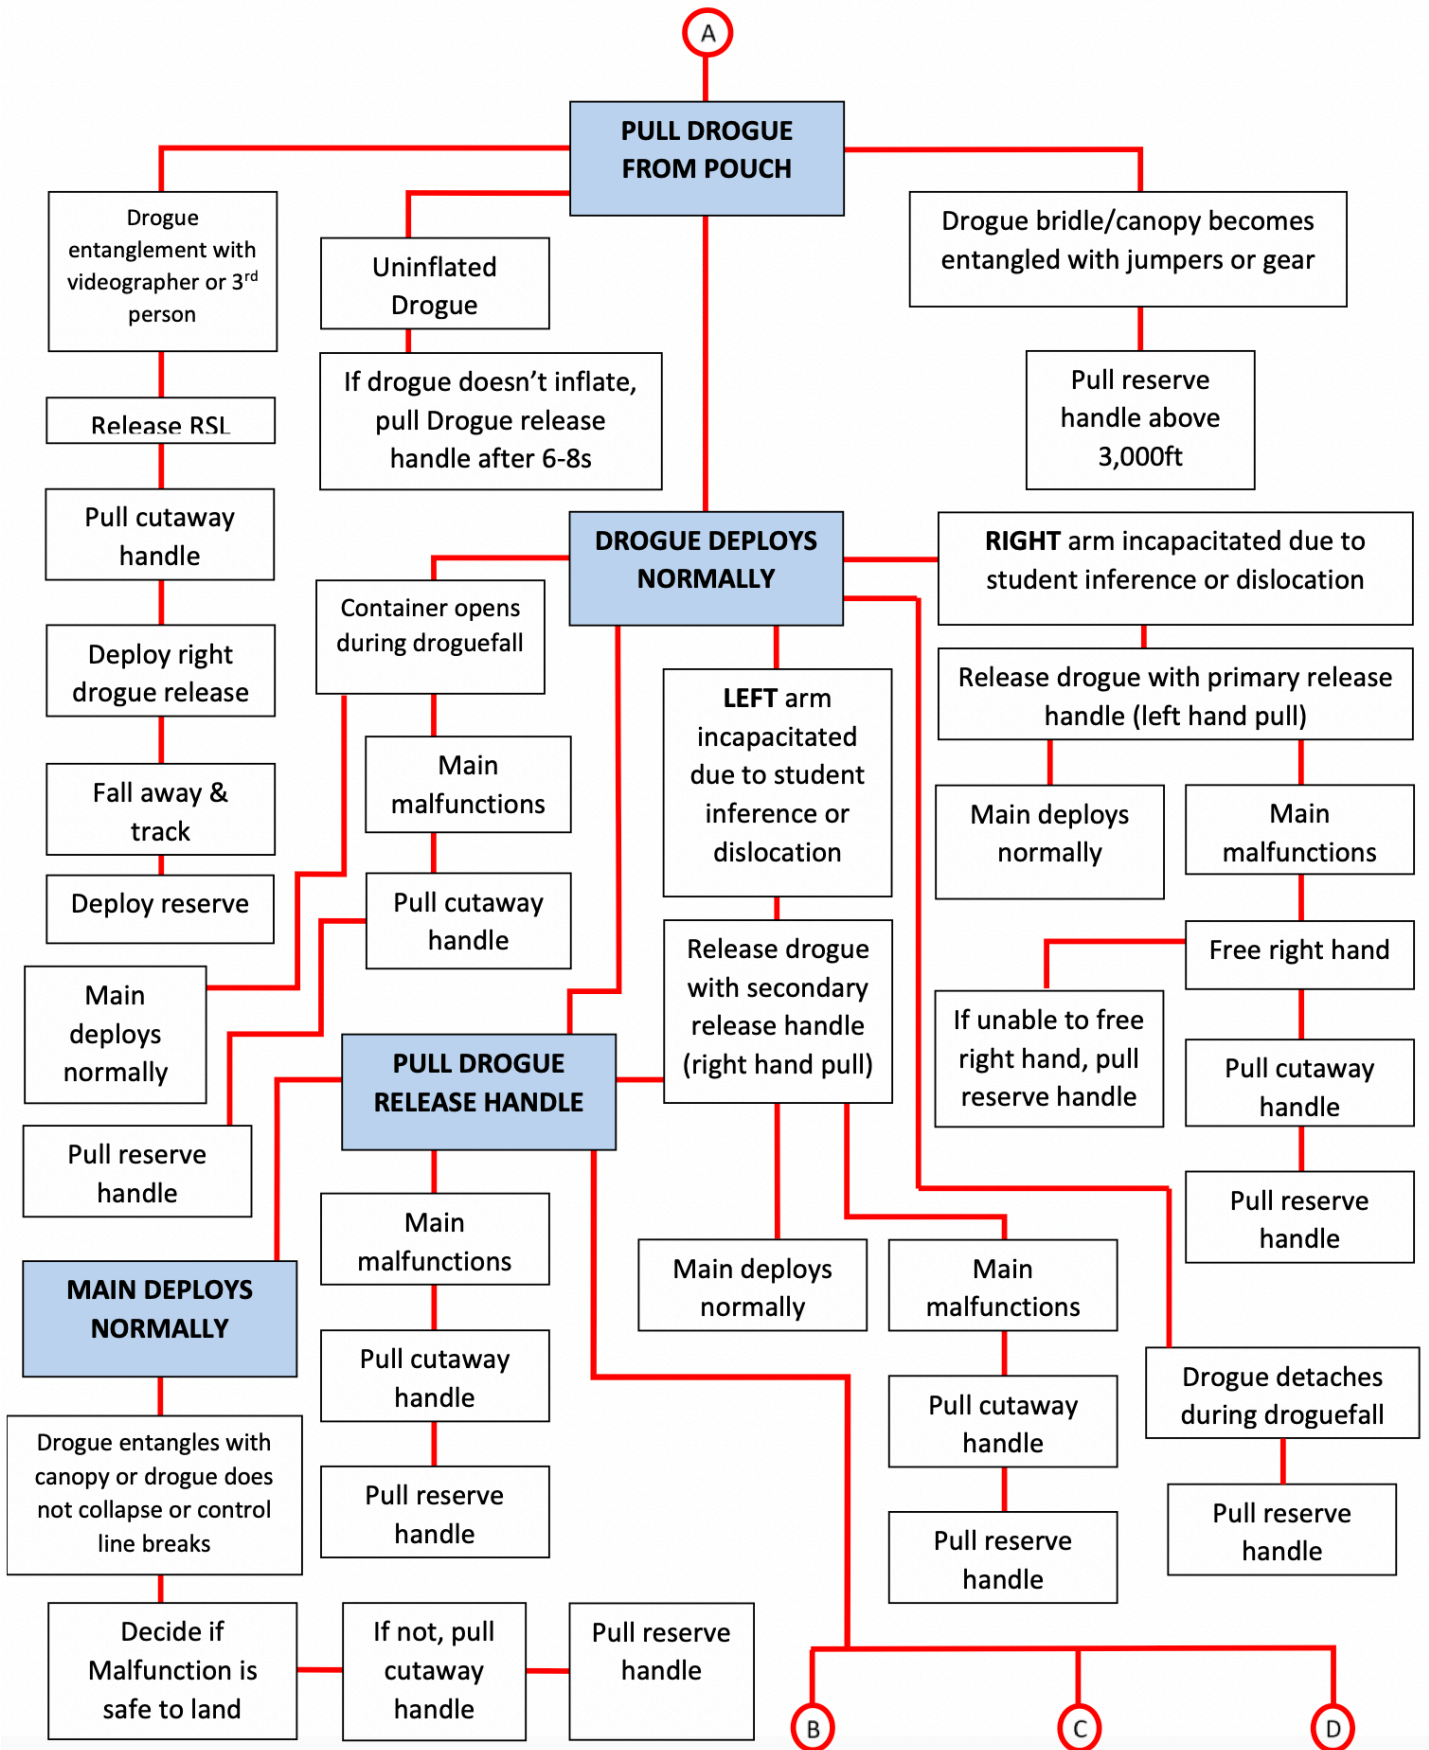 A
PULL DROGUE
FROM POUCH
Drogue
entanglement with
videographer or 3rd
person
Uninflated
Drogue
Drogue bridle/canopy becomes
entangled with jumpers or gear
If drogue doesn't inflate,
pull Drogue release
handle after 6-8s
Pull reserve
handle above
3,000ft
Release RSL
Pull cutaway
handle
DROGUE DEPLOYS
NORMALLY
RIGHT arm incapacitated due to
student inference or dislocation
Container opens
during droguefall
Deploy right
drogue release
LEFT arm
incapacitated
due to student
inference or
dislocation
Release drogue with primary release
handle (left hand pull)
Main
malfunctions
Fall away &
track
Main deploys
normally
Main
malfunctions
Deploy reserve
Pull cutaway
handle
Release drogue
with secondary
release handle
(right hand pull)
Free right hand
Main
deploys
normally
If unable to free
right hand, pull
reserve handle
PULL DROGUE
RELEASE HANDLE
Pull cutaway
handle
Pull reserve
handle
Pull reserve
handle
Main
malfunctions
Main deploys
normally
Main
malfunctions
MAIN DEPLOYS
NORMALLY
Pull cutaway
handle
Drogue detaches
during droguefall
Pull cutaway
handle
Drogue entangles with
canopy or drogue does
not collapse or control
line breaks
Pull reserve
handle
Pull reserve
handle
Pull reserve
handle
Decide if
Malfunction is
safe to land
If not, pull
cutaway
handle
Pull reserve
handle
B
C
D